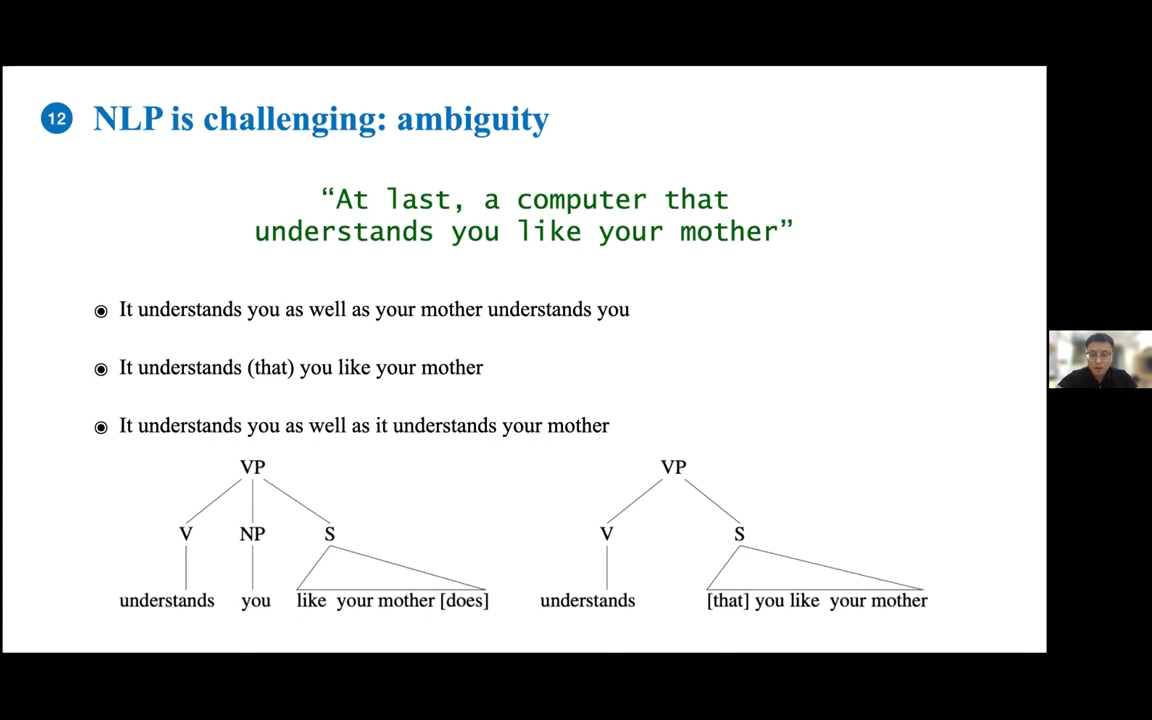 12 NLP is challenging: ambiguity
“At last, a computer that
understands you like your mother”
◉ It understands you as well as your mother understands you
◉ It understands (that) you like your mother
◉ It understands you as well as it understands your mother
VP VP
V NP S V S
understands you like your mother [does] understands [that] you like your mother